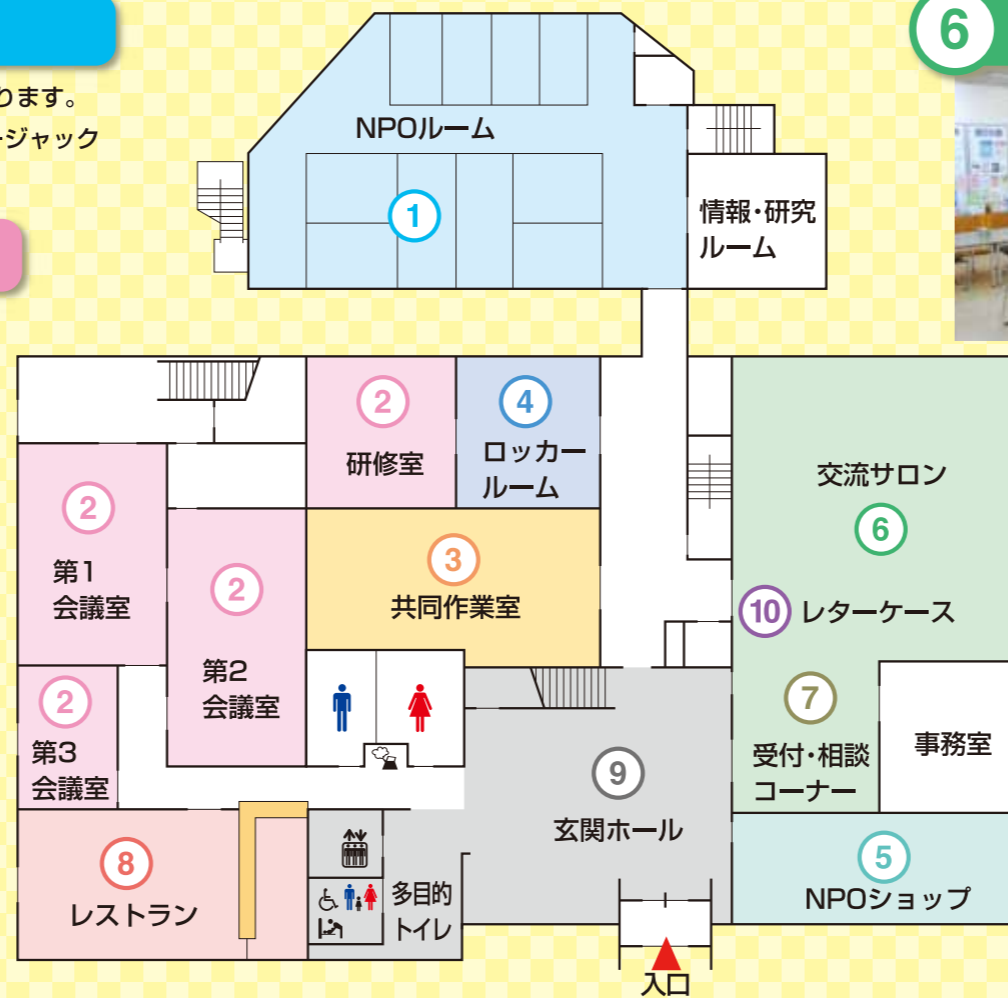 ります。
ージャック
6
NPOルーム
1
情報・研究
ルーム
2
研修室
4
ロッカー
ルーム
交流サロン
6
2
第1
会議室
2
第2
会議室
3
共同作業室
10 レターケース
2
第3
会議室
7
受付・相談
コーナー
事務室
9
玄関ホール
8
レストラン
多目的
トイレ
5
NPOショップ
入口